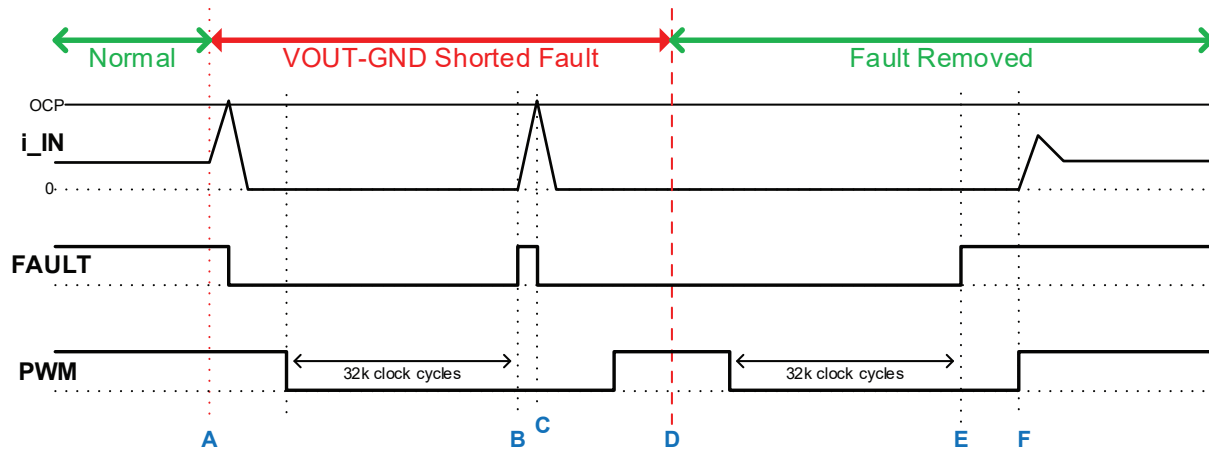 Normal
VOUT-GND Shorted Fault
Fault Removed
OCP
i_IN
0
FAULT
PWM
32k clock cycles
32k clock cycles
A
B
C
D
E
F